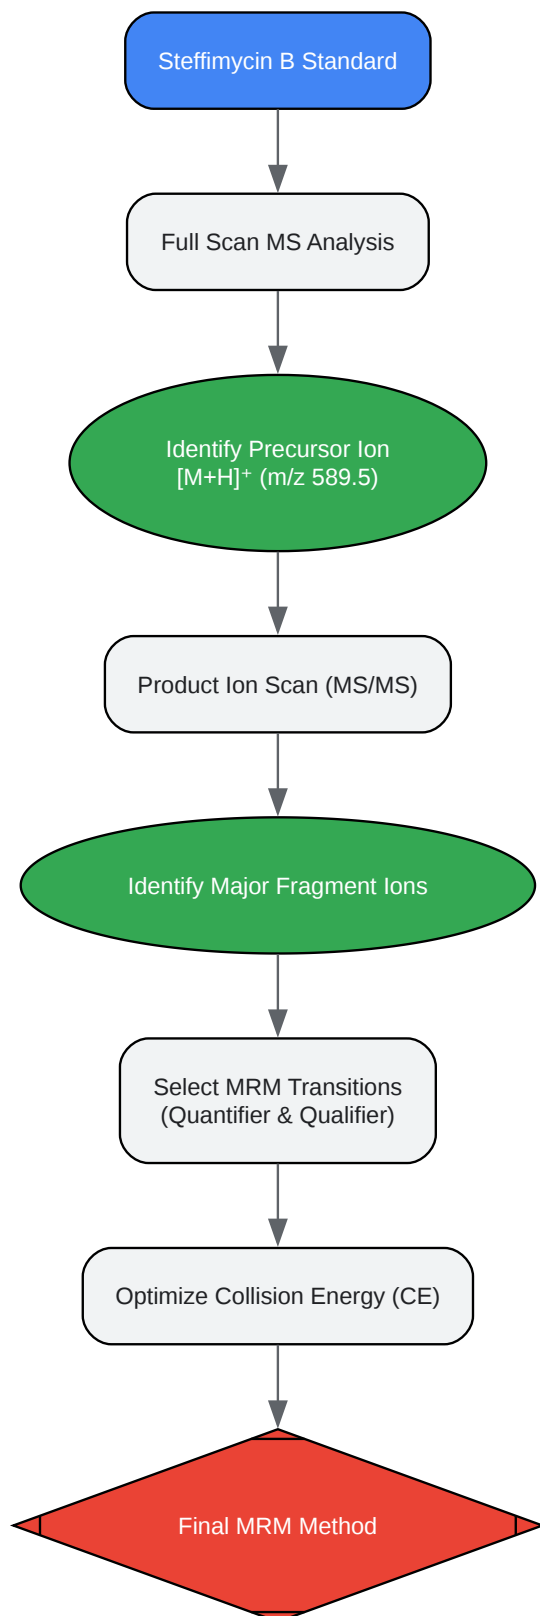 Steffimycin B Standard
Full Scan MS Analysis
Identify Precursor Ion
[M+H]⁺ (m/z 589.5)
Product Ion Scan (MS/MS)
Identify Major Fragment Ions
Select MRM Transitions
(Quantifier & Qualifier)
Optimize Collision Energy (CE)
Final MRM Method